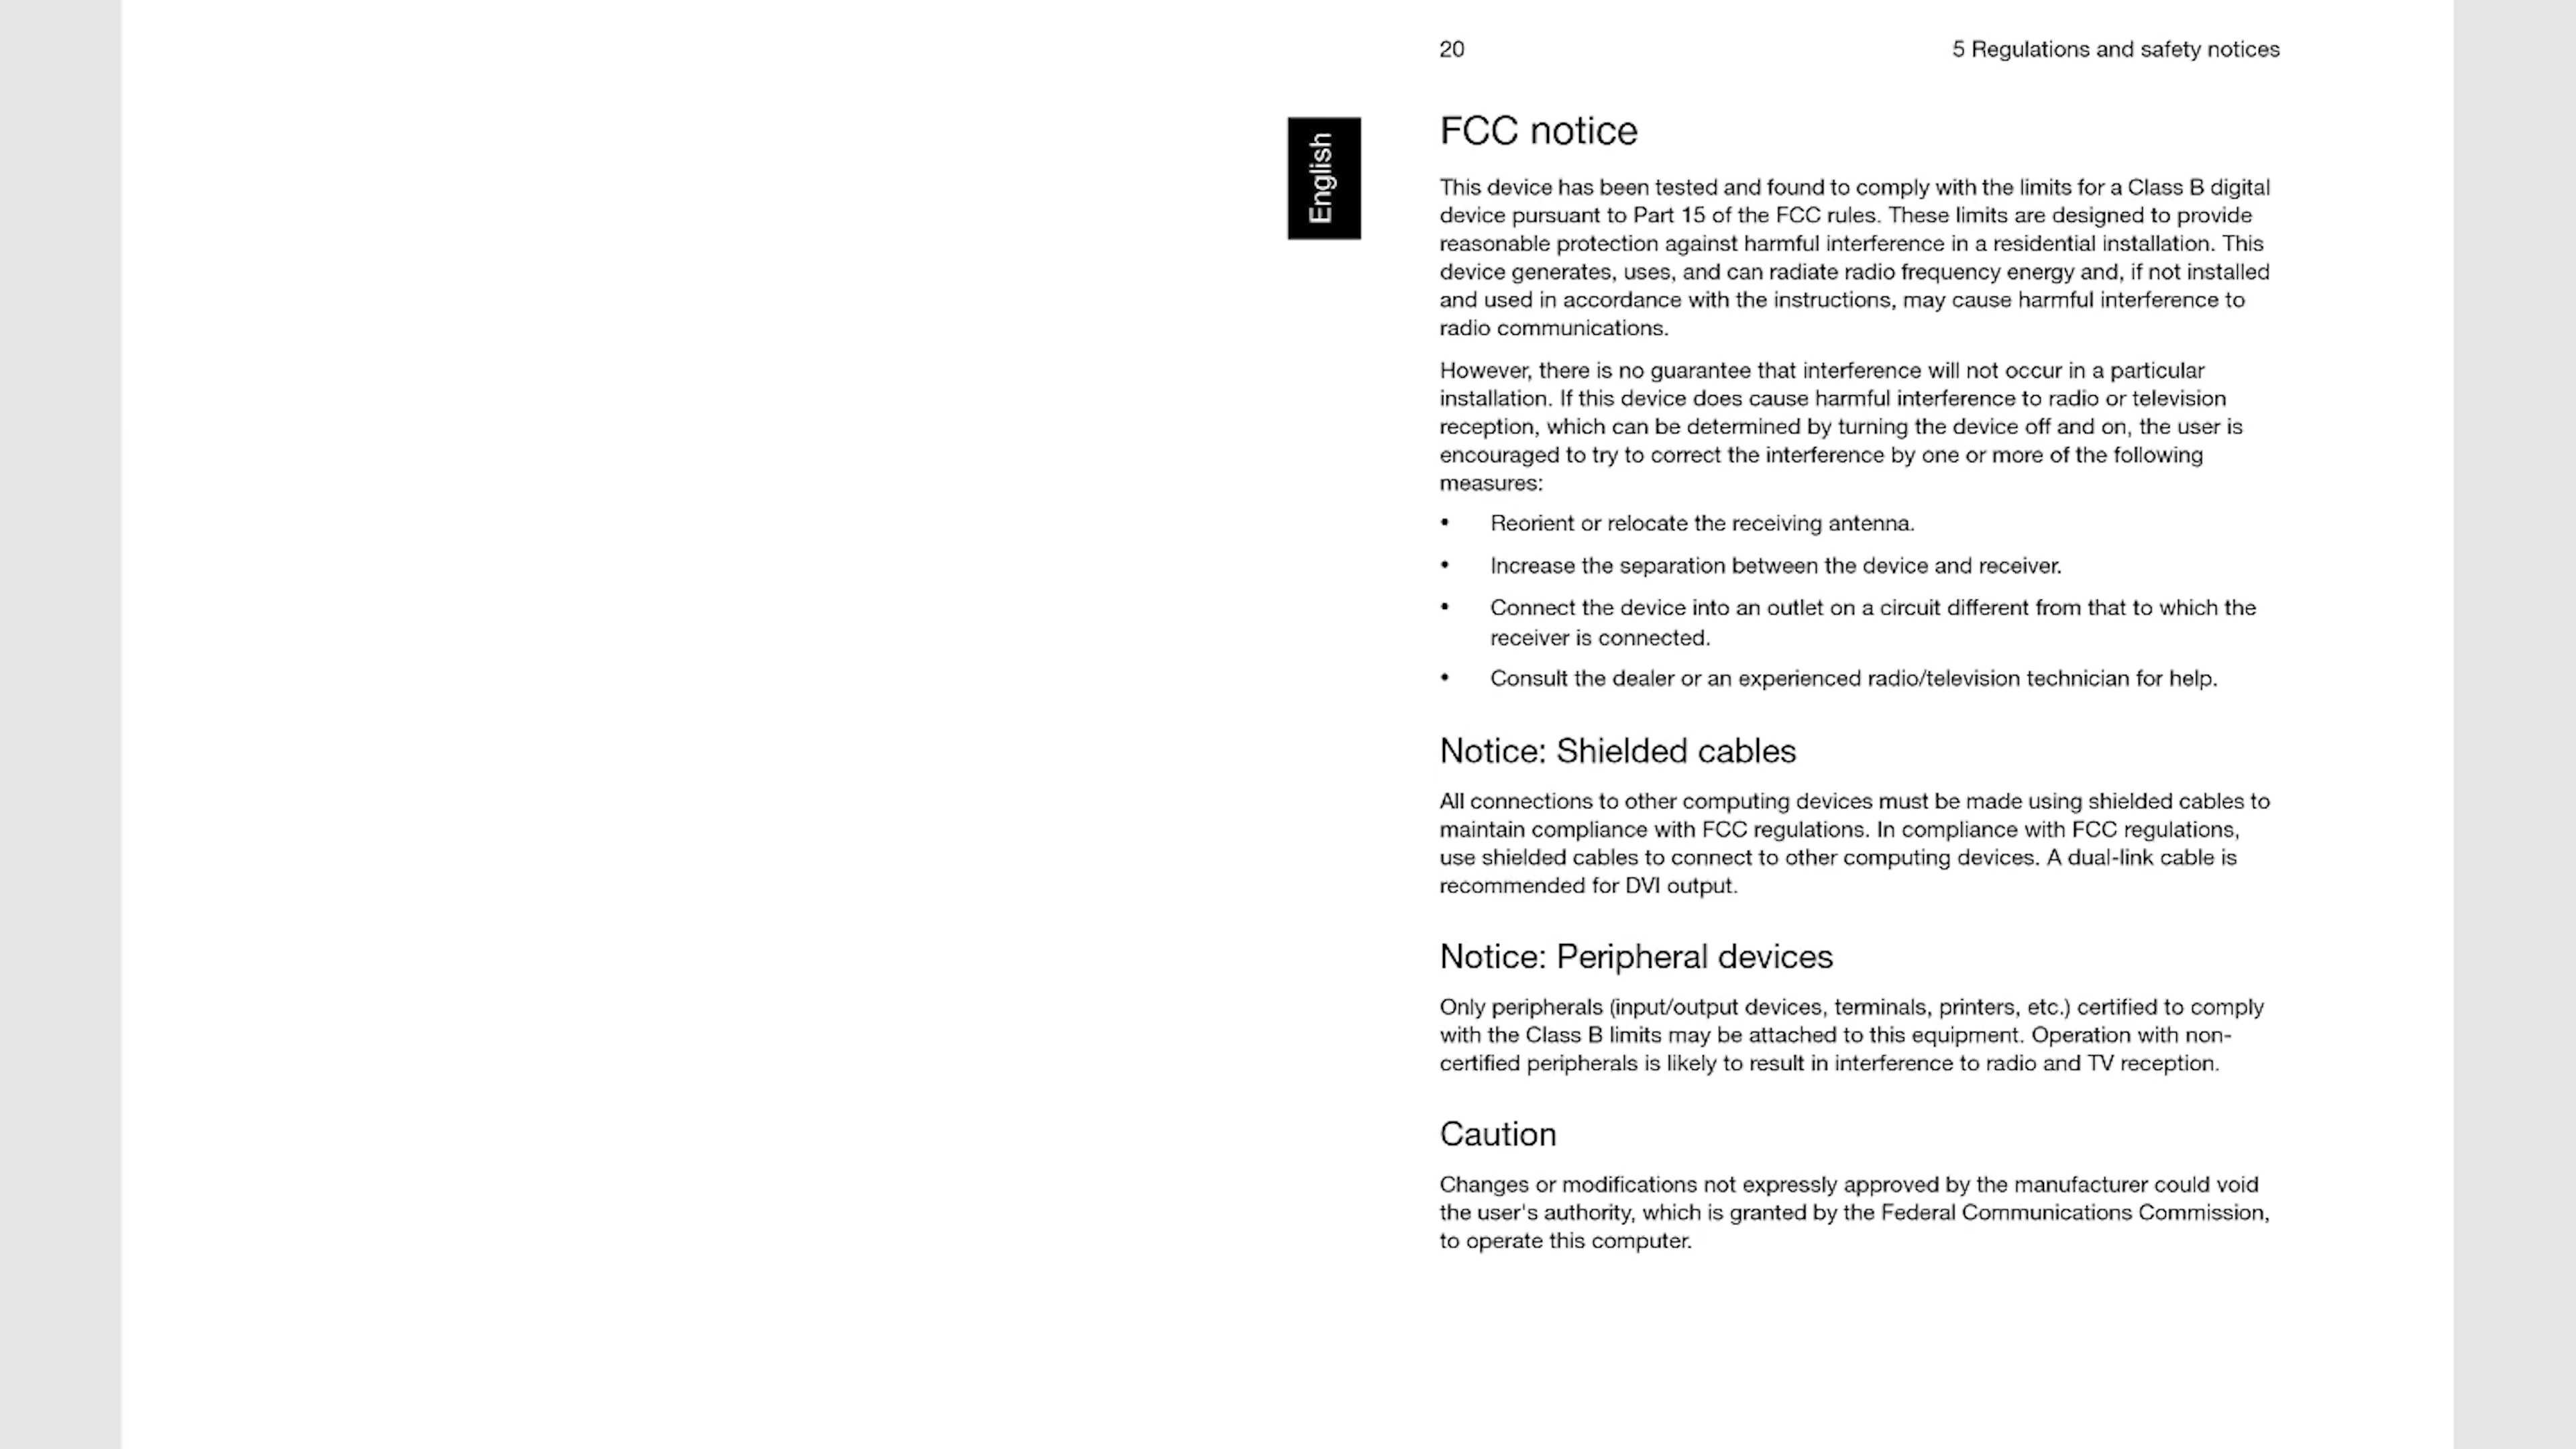 20
5 Regulations and safety notices
English
FCC notice
This device has been tested and found to comply with the limits for a Class B digital
device pursuant to Part 15 of the FCC rules. These limits are designed to provide
reasonable protection against harmful interference in a residential installation. This
device generates, uses, and can radiate radio frequency energy and, if not installed
and used in accordance with the instructions, may cause harmful interference to
radio communications.
However, there is no guarantee that interference will not occur in a particular
installation. If this device does cause harmful interference to radio or television
reception, which can be determined by turning the device off and on, the user is
encouraged to try to correct the interference by one or more of the following
measures:
• Reorient or relocate the receiving antenna.
• Increase the separation between the device and receiver.
• Connect the device into an outlet on a circuit different from that to which the
receiver is connected.
• Consult the dealer or an experienced radio/television technician for help.
Notice: Shielded cables
All connections to other computing devices must be made using shielded cables to
maintain compliance with FCC regulations. In compliance with FCC regulations,
use shielded cables to connect to other computing devices. A dual-link cable is
recommended for DVI output.
Notice: Peripheral devices
Only peripherals (input/output devices, terminals, printers, etc.) certified to comply
with the Class B limits may be attached to this equipment. Operation with non-
certified peripherals is likely to result in interference to radio and TV reception.
Caution
Changes or modifications not expressly approved by the manufacturer could void
the user's authority, which is granted by the Federal Communications Commission,
to operate this computer.